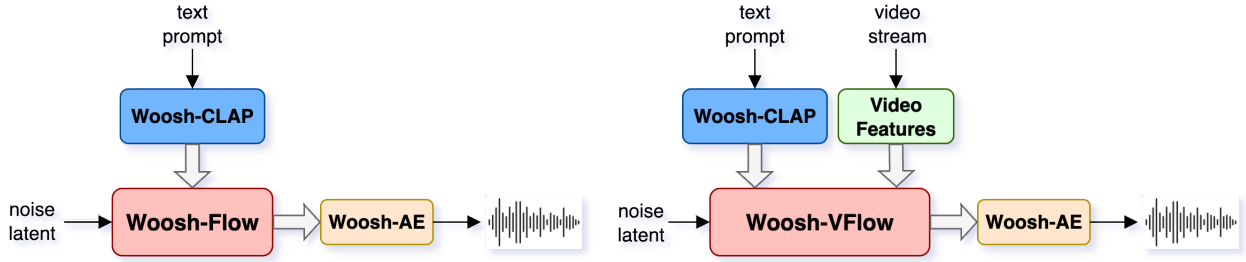 text
prompt
Woosh-CLAP
noise
latent
Woosh-Flow
Woosh-AE
text
prompt
video
stream
Woosh-CLAP
Video
Features
noise
latent
Woosh-VFlow
Woosh-AE